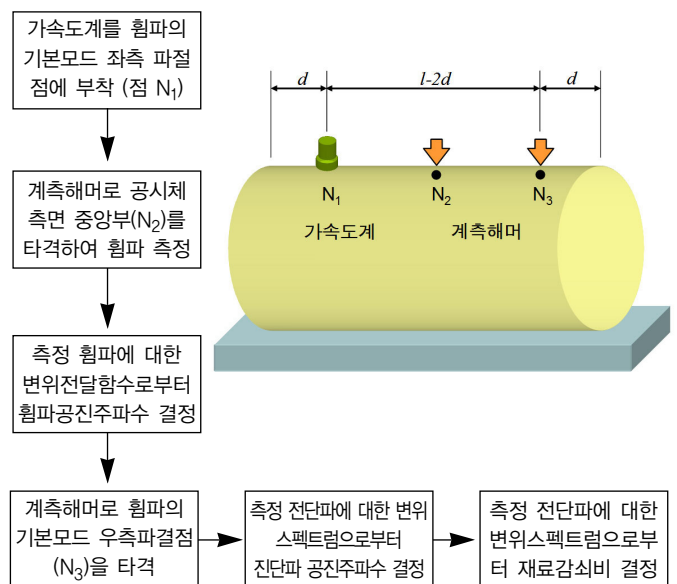 가속도계를 휨파의
기본모드 좌측 파절
점에 부착 (점 N₁)
계측해머로 공시체
측면 중앙부(N₂)를
타격하여 휨파 측정
측정 휨파에 대한
변위전달함수로부터
휨파공진주파수 결정
계측해머로 휨파의
기본모드 우측파결점
(N₃)을 타격
측정 전단파에 대한 변위
스펙트럼으로부터
진단파 공진주파수 결정
측정 전단파에 대한
변위스펙트럼으로부
터 재료감쇠비 결정
d
l-2d
d
N₁
N₂
N₃
가속도계
계측해머